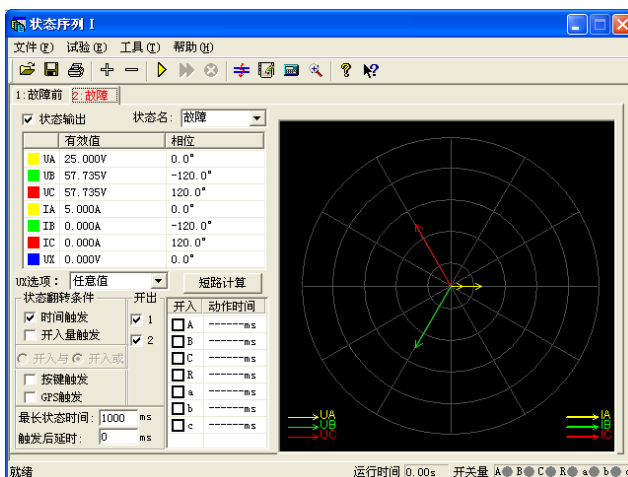 状态序列 I
文件(F) 试验(E) 工具(T) 帮助(H)
1:故障前 2:故障
状态输出 状态名: 故障
有效值 相位
UA 25.000V 0.0°
UB 57.735V -120.0°
UC 57.735V 120.0°
IA 5.000A 0.0°
IB 0.000A -120.0°
IC 0.000A 120.0°
UX 0.000V 0.0°
UX选项: 任意值 短路计算
状态翻转条件 开出 开入 动作时间
时间触发 1 A ------ms
开入量触发 2 B ------ms
开入与 开入或 C ------ms
R ------ms
按键触发 a ------ms
GPS触发 b ------ms
最长状态时间: 1000 ms c ------ms
触发后延时: 0 ms
UA IA
UB IB
UC IC
就绪 运行时间 0.00s 开关量 A B C R a b c